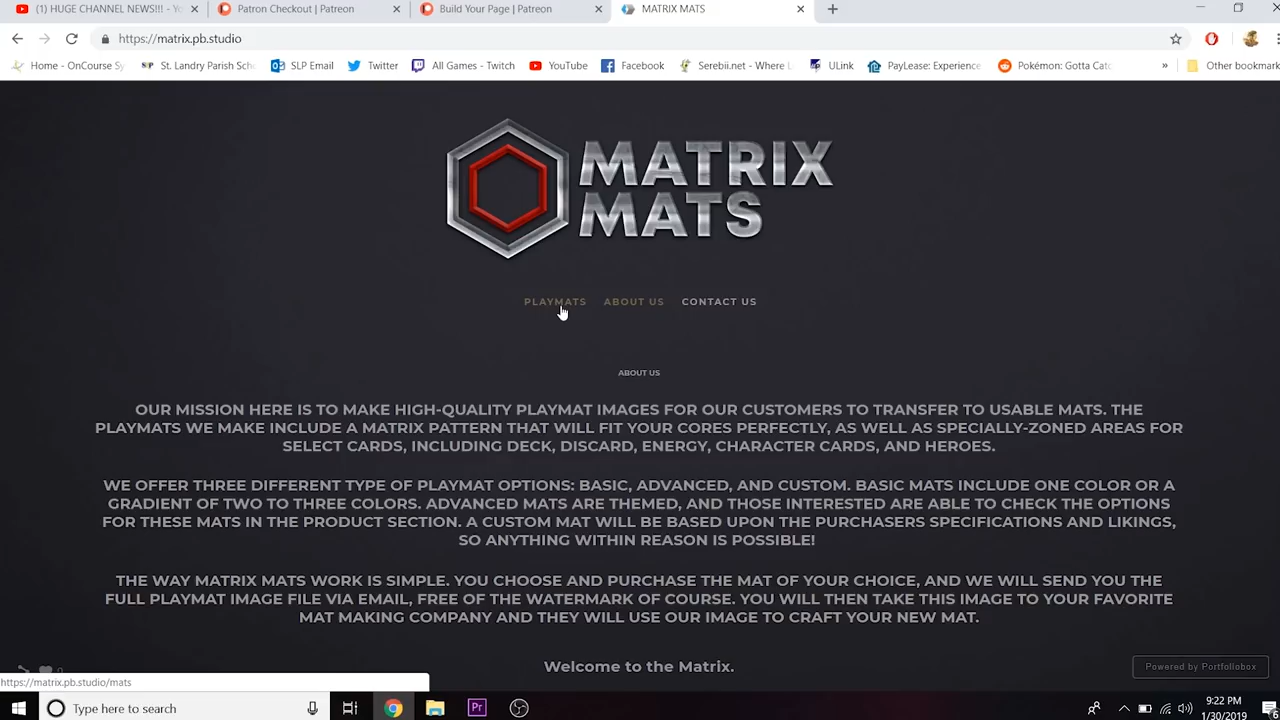 (1) HUGE CHANNEL NEWS!!! - Yo
Patron Checkout | Patreon
Build Your Page | Patreon
MATRIX MATS
https://matrix.pb.studio
Home - OnCourse Sy
St. Landry Parish Scho
SLP Email
Twitter
All Games - Twitch
YouTube
Facebook
Serebii.net - Where L
ULink
PayLease: Experience
Pokémon: Gotta Catc
»
Other bookmark
MATRIX
MATS
PLAYMATS ABOUT US CONTACT US
ABOUT US
OUR MISSION HERE IS TO MAKE HIGH-QUALITY PLAYMAT IMAGES FOR OUR CUSTOMERS TO TRANSFER TO USABLE MATS. THE
PLAYMATS WE MAKE INCLUDE A MATRIX PATTERN THAT WILL FIT YOUR CORES PERFECTLY, AS WELL AS SPECIALLY-ZONED AREAS FOR
SELECT CARDS, INCLUDING DECK, DISCARD, ENERGY, CHARACTER CARDS, AND HEROES.
WE OFFER THREE DIFFERENT TYPE OF PLAYMAT OPTIONS: BASIC, ADVANCED, AND CUSTOM. BASIC MATS INCLUDE ONE COLOR OR A
GRADIENT OF TWO TO THREE COLORS. ADVANCED MATS ARE THEMED, AND THOSE INTERESTED ARE ABLE TO CHECK THE OPTIONS
FOR THESE MATS IN THE PRODUCT SECTION. A CUSTOM MAT WILL BE BASED UPON THE PURCHASERS SPECIFICATIONS AND LIKINGS,
SO ANYTHING WITHIN REASON IS POSSIBLE!
THE WAY MATRIX MATS WORK IS SIMPLE. YOU CHOOSE AND PURCHASE THE MAT OF YOUR CHOICE, AND WE WILL SEND YOU THE
FULL PLAYMAT IMAGE FILE VIA EMAIL, FREE OF THE WATERMARK OF COURSE. YOU WILL THEN TAKE THIS IMAGE TO YOUR FAVORITE
MAT MAKING COMPANY AND THEY WILL USE OUR IMAGE TO CRAFT YOUR NEW MAT.
Welcome to the Matrix.
Powered by Portfoliobox
https://matrix.pb.studio/mats
Type here to search
Pr
9:22 PM
1/30/2019